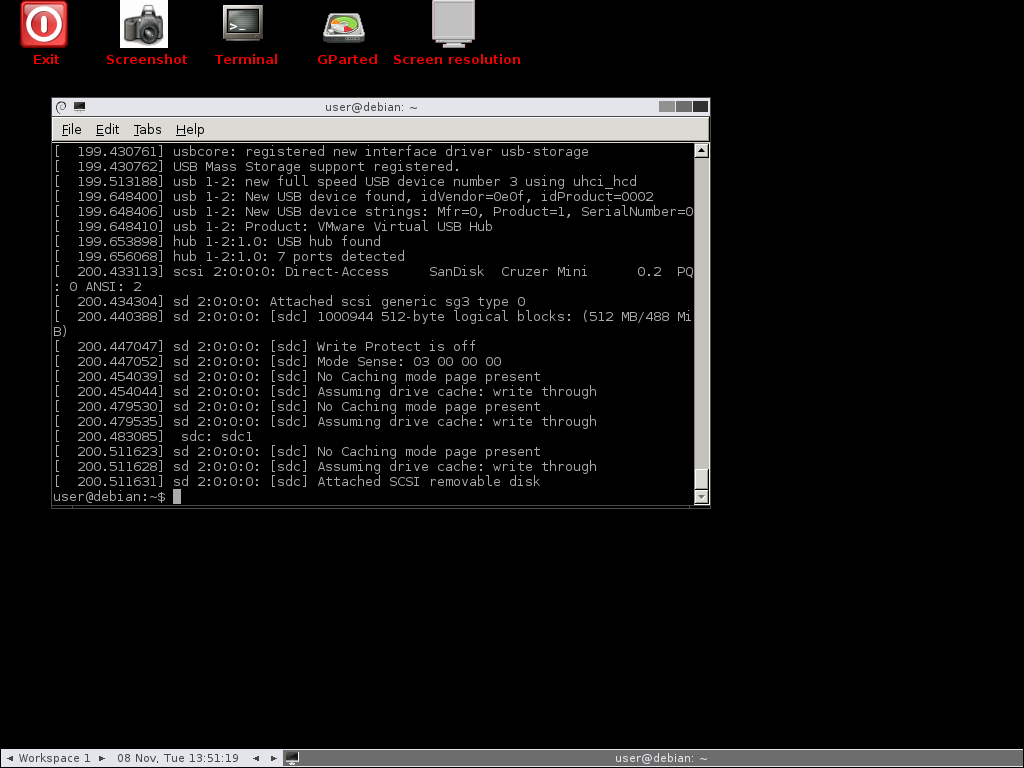 Exit
Screenshot
Terminal
GParted
Screen resolution
user@debian: ~
File Edit Tabs Help
[  199.430761] usbcore: registered new interface driver usb-storage
[  199.430762] USB Mass Storage support registered.
[  199.513188] usb 1-2: new full speed USB device number 3 using uhci_hcd
[  199.648400] usb 1-2: New USB device found, idVendor=0e0f, idProduct=0002
[  199.648406] usb 1-2: New USB device strings: Mfr=0, Product=1, SerialNumber=0
[  199.648410] usb 1-2: Product: VMware Virtual USB Hub
[  199.653898] hub 1-2:1.0: USB hub found
[  199.656068] hub 1-2:1.0: 7 ports detected
[  200.433113] scsi 2:0:0:0: Direct-Access     SanDisk  Cruzer Mini      0.2  PQ
: 0 ANSI: 2
[  200.434304] sd 2:0:0:0: Attached scsi generic sg3 type 0
[  200.440388] sd 2:0:0:0: [sdc] 1000944 512-byte logical blocks: (512 MB/488 Mi
B)
[  200.447047] sd 2:0:0:0: [sdc] Write Protect is off
[  200.447052] sd 2:0:0:0: [sdc] Mode Sense: 03 00 00 00
[  200.454039] sd 2:0:0:0: [sdc] No Caching mode page present
[  200.454044] sd 2:0:0:0: [sdc] Assuming drive cache: write through
[  200.479530] sd 2:0:0:0: [sdc] No Caching mode page present
[  200.479535] sd 2:0:0:0: [sdc] Assuming drive cache: write through
[  200.483085]  sdc: sdc1
[  200.511623] sd 2:0:0:0: [sdc] No Caching mode page present
[  200.511628] sd 2:0:0:0: [sdc] Assuming drive cache: write through
[  200.511631] sd 2:0:0:0: [sdc] Attached SCSI removable disk
user@debian:~$
Workspace 1 08 Nov, Tue 13:51:19 user@debian: ~